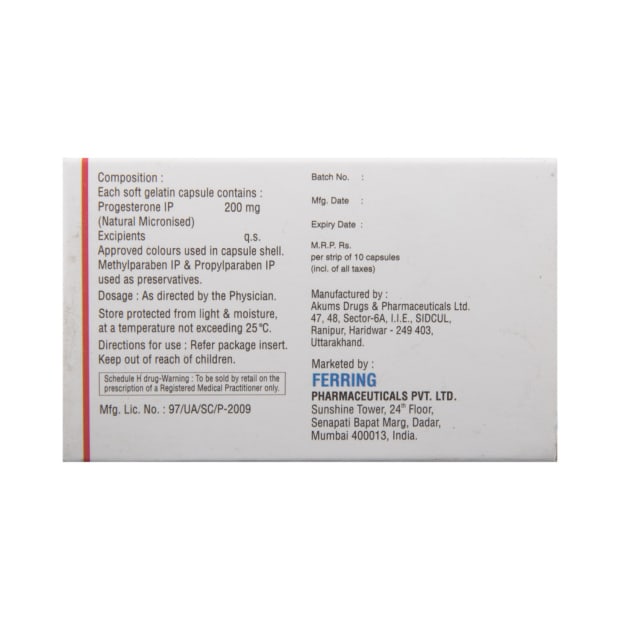 Composition :
Each soft gelatin capsule contains :
Progesterone IP 200 mg
(Natural Micronised)
Excipients q.s.
Approved colours used in capsule shell.
Methylparaben IP & Propylparaben IP
used as preservatives.
Dosage : As directed by the Physician.
Store protected from light & moisture,
at a temperature not exceeding 25°C.
Directions for use : Refer package insert.
Keep out of reach of children.
Schedule H drug-Warning : To be sold by retail on the
prescription of a Registered Medical Practitioner only.
Mfg. Lic. No. : 97/UA/SC/P-2009
Batch No. :
Mfg. Date :
Expiry Date :
M.R.P. Rs.
per strip of 10 capsules
(incl. of all taxes)
Manufactured by :
Akums Drugs & Pharmaceuticals Ltd.
47, 48, Sector-6A, I.I.E., SIDCUL,
Ranipur, Haridwar - 249 403,
Uttarakhand.
Marketed by :
FERRING
PHARMACEUTICALS PVT. LTD.
Sunshine Tower, 24th Floor,
Senapati Bapat Marg, Dadar,
Mumbai 400013, India.